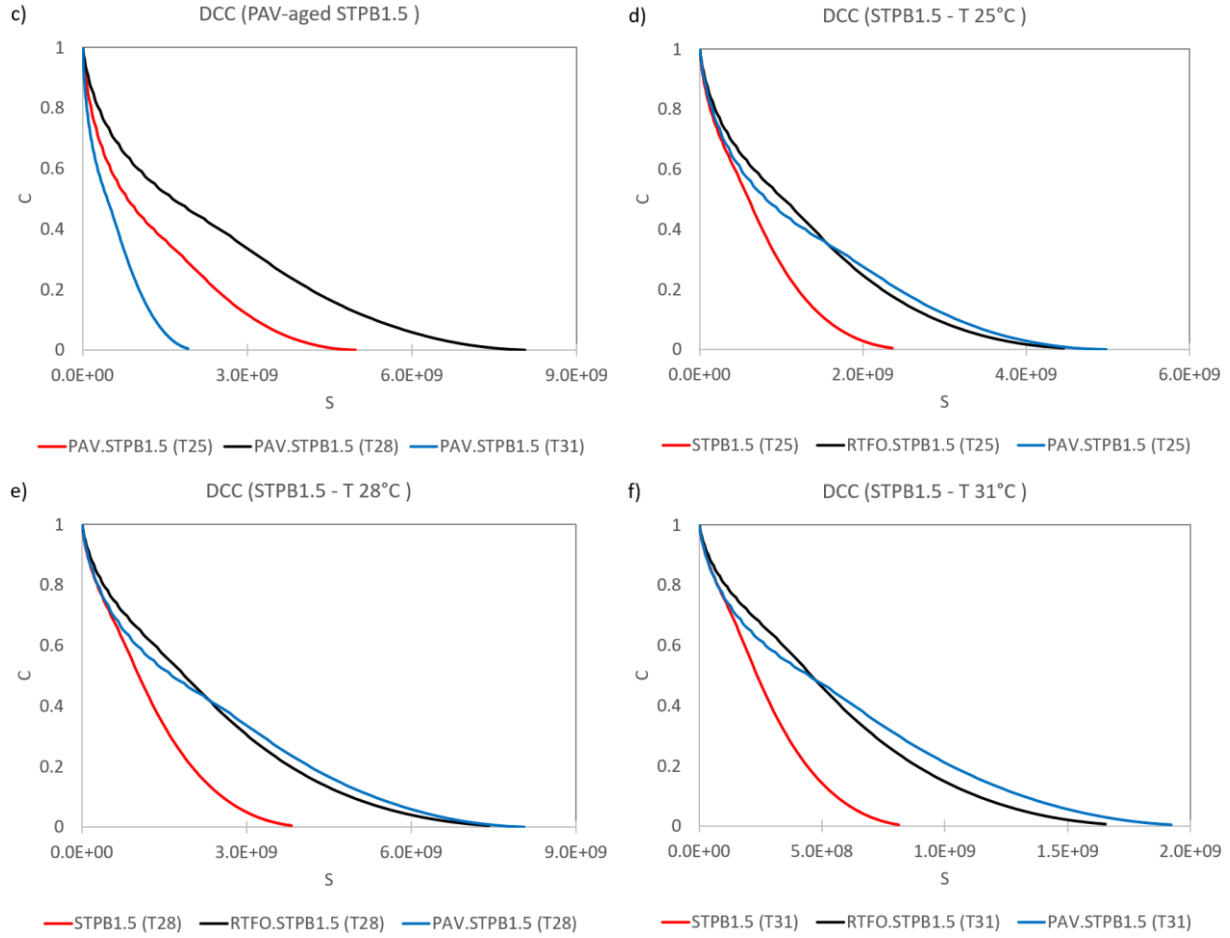 c) DCC (PAV-aged STPB1.5 )
1
0.8
0.6
0.4
0.2
0
C
0.0E+00 3.0E+09 6.0E+09 9.0E+09
S
PAV.STPB1.5 (T25) PAV.STPB1.5 (T28) PAV.STPB1.5 (T31)
d) DCC (STPB1.5 - T 25°C )
1
0.8
0.6
0.4
0.2
0
C
0.0E+00 2.0E+09 4.0E+09 6.0E+09
S
STPB1.5 (T25) RTFO.STPB1.5 (T25) PAV.STPB1.5 (T25)
e) DCC (STPB1.5 - T 28°C )
1
0.8
0.6
0.4
0.2
0
C
0.0E+00 3.0E+09 6.0E+09 9.0E+09
S
STPB1.5 (T28) RTFO.STPB1.5 (T28) PAV.STPB1.5 (T28)
f) DCC (STPB1.5 - T 31°C )
1
0.8
0.6
0.4
0.2
0
C
0.0E+00 5.0E+08 1.0E+09 1.5E+09 2.0E+09
S
STPB1.5 (T31) RTFO.STPB1.5 (T31) PAV.STPB1.5 (T31)